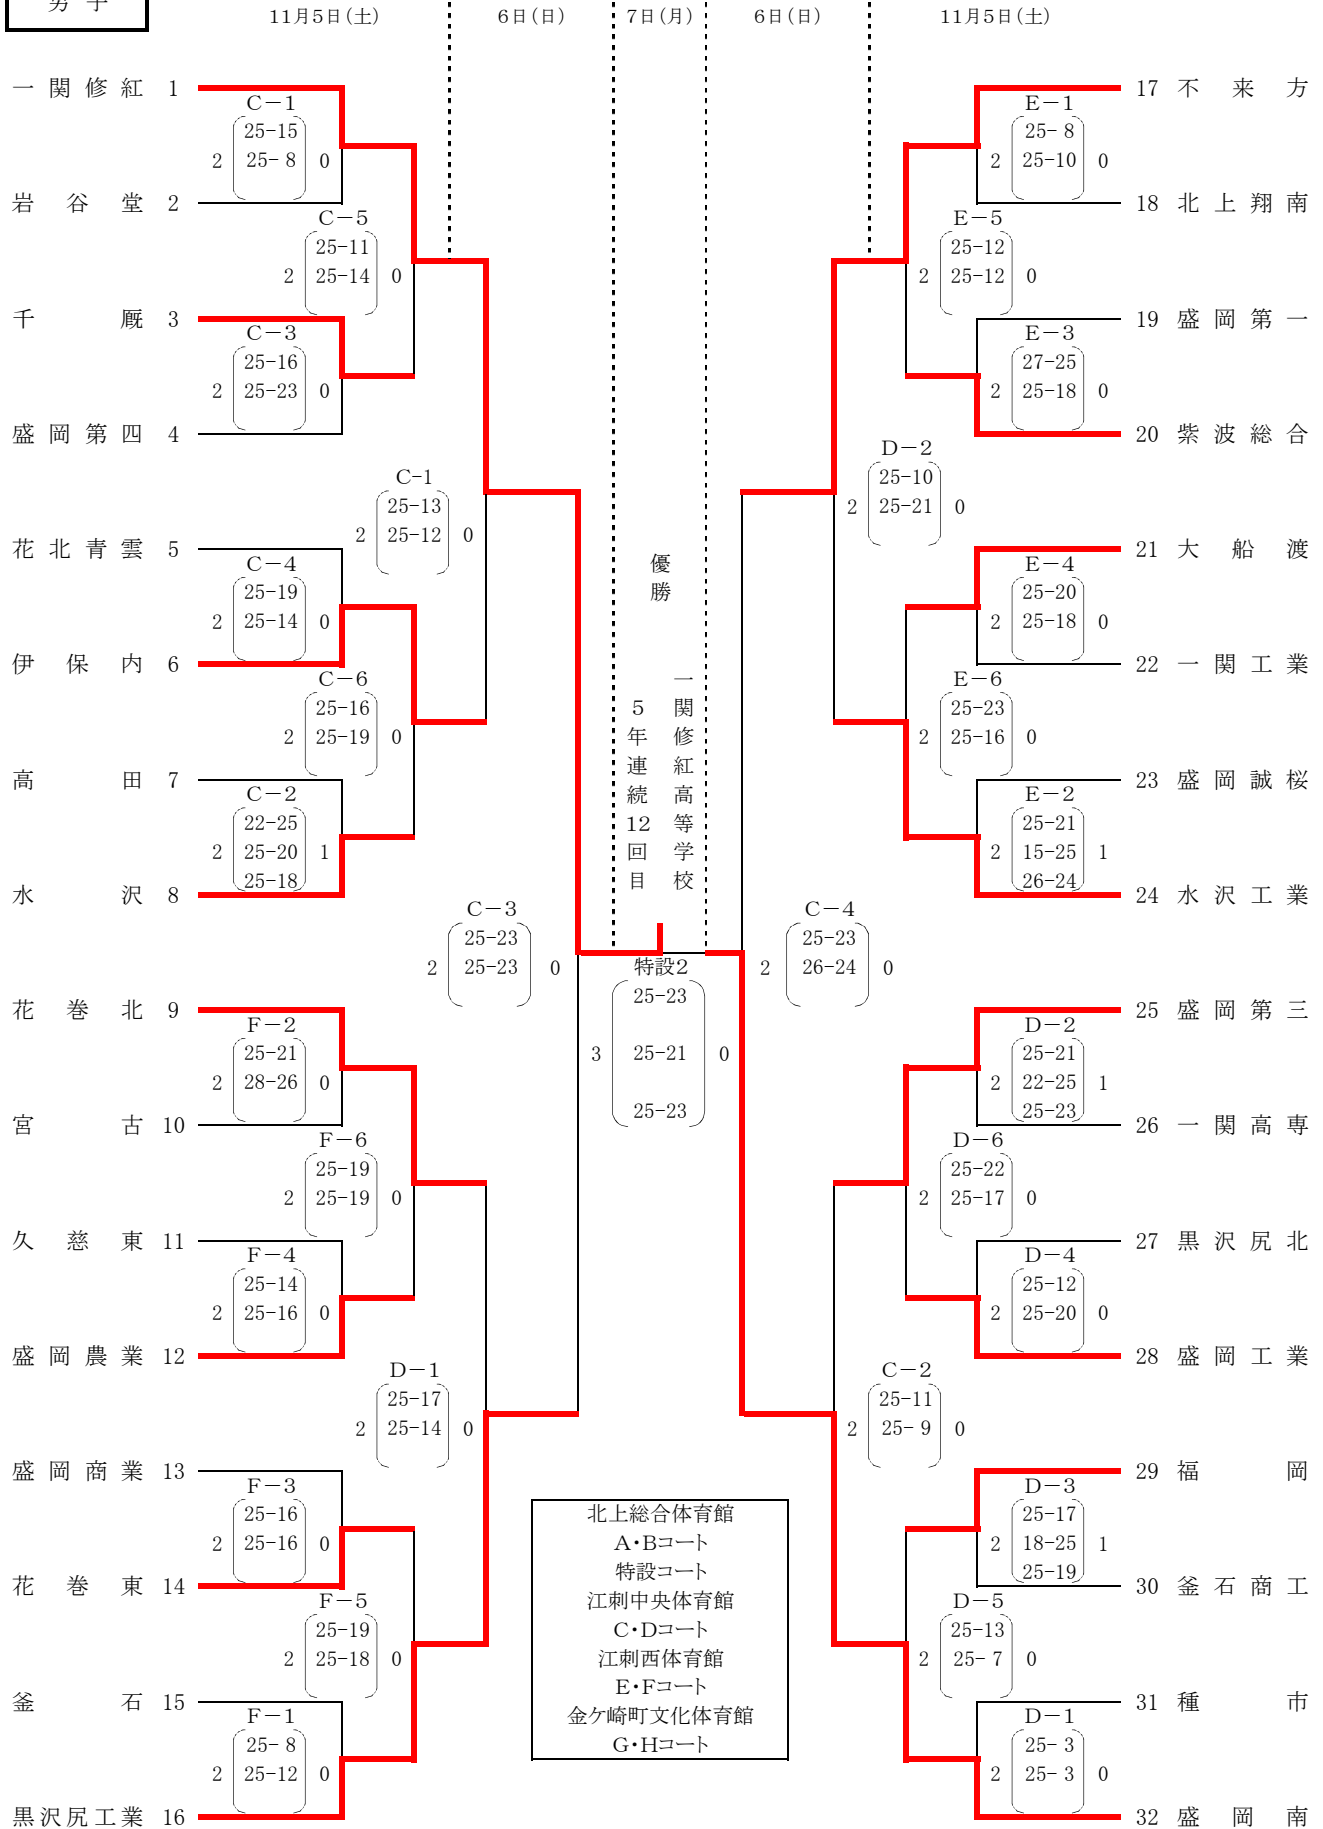 男子
11月5日(土) 6日(日) 7日(月) 6日(日) 11月5日(土)
一関修紅 1
C-1
25-15
2 25- 8 0
岩谷堂 2
C-5
25-11
2 25-14 0
千厩 3
C-3
25-16
2 25-23 0
盛岡第四 4
C-1
25-13
2 25-12 0
花北青雲 5
C-4
25-19
2 25-14 0
伊保内 6
C-6
25-16
2 25-19 0
高田 7
C-2
22-25
2 25-20 1
25-18
水沢 8
C-3
25-23
2 25-23 0
花巻北 9
F-2
25-21
2 28-26 0
宮古 10
F-6
25-19
2 25-19 0
久慈東 11
F-4
25-14
2 25-16 0
盛岡農業 12
D-1
25-17
2 25-14 0
盛岡商業 13
F-3
25-16
2 25-16 0
花巻東 14
F-5
25-19
2 25-18 0
釜石 15
F-1
25- 8
2 25-12 0
黒沢尻工業 16
優勝
一関修紅高等学校
5年連続12回目
特設2
25-23
3 25-21 0
25-23
北上総合体育館
A・Bコート
特設コート
江刺中央体育館
C・Dコート
江刺西体育館
E・Fコート
金ケ崎町文化体育館
G・Hコート
17 不来方
E-1
25- 8
2 25-10 0
18 北上翔南
E-5
25-12
2 25-12 0
19 盛岡第一
E-3
27-25
2 25-18 0
20 紫波総合
D-2
25-10
2 25-21 0
21 大船渡
E-4
25-20
2 25-18 0
22 一関工業
E-6
25-23
2 25-16 0
23 盛岡誠桜
E-2
25-21
2 15-25 1
26-24
24 水沢工業
C-4
25-23
2 26-24 0
25 盛岡第三
D-2
25-21
2 22-25 1
25-23
26 一関高専
D-6
25-22
2 25-17 0
27 黒沢尻北
D-4
25-12
2 25-20 0
28 盛岡工業
C-2
25-11
2 25- 9 0
29 福岡
D-3
25-17
2 18-25 1
25-19
30 釜石商工
D-5
25-13
2 25- 7 0
31 種市
D-1
25- 3
2 25- 3 0
32 盛岡南